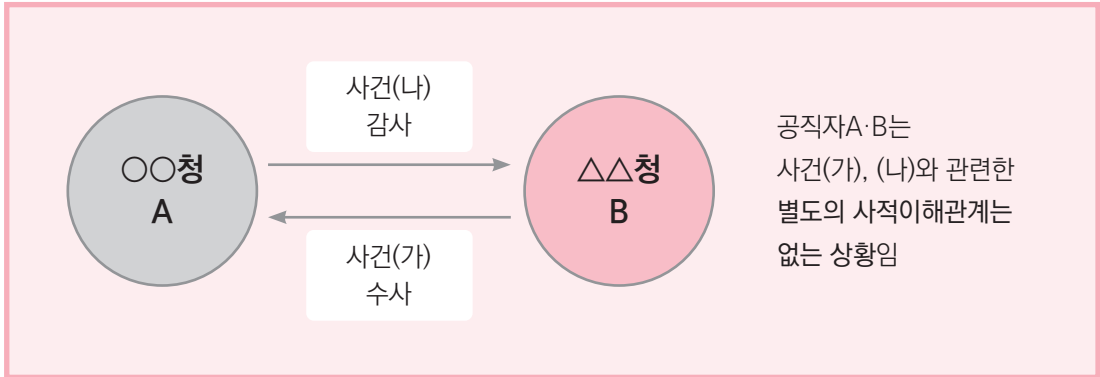 사건(나)
감사
○○청
A
△△청
B
사건(가)
수사
공직자A·B는
사건(가), (나)와 관련한
별도의 사적이해관계는
없는 상황임